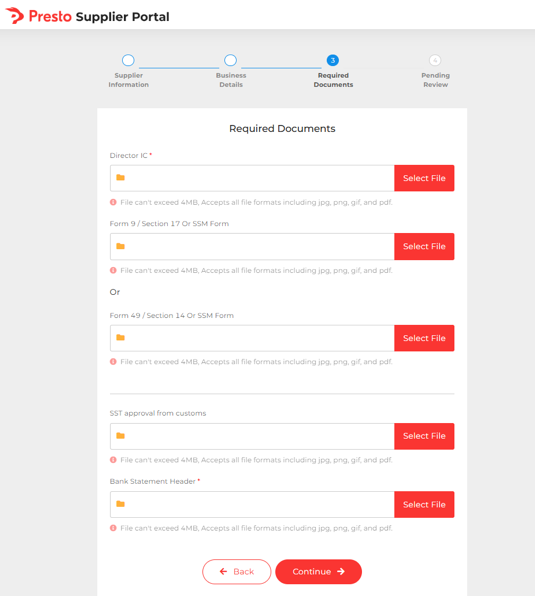 Presto Supplier Portal
3
4
Supplier Information
Business Details
Required Documents
Pending Review
Required Documents
Director IC *
Select File
File can't exceed 4MB, Accepts all file formats including jpg, png, gif, and pdf.
Form 9 / Section 17 Or SSM Form
Select File
File can't exceed 4MB, Accepts all file formats including jpg, png, gif, and pdf.
Or
Form 49 / Section 14 Or SSM Form
Select File
File can't exceed 4MB, Accepts all file formats including jpg, png, gif, and pdf.
SST approval from customs
Select File
File can't exceed 4MB, Accepts all file formats including jpg, png, gif, and pdf.
Bank Statement Header *
Select File
File can't exceed 4MB, Accepts all file formats including jpg, png, gif, and pdf.
Back
Continue